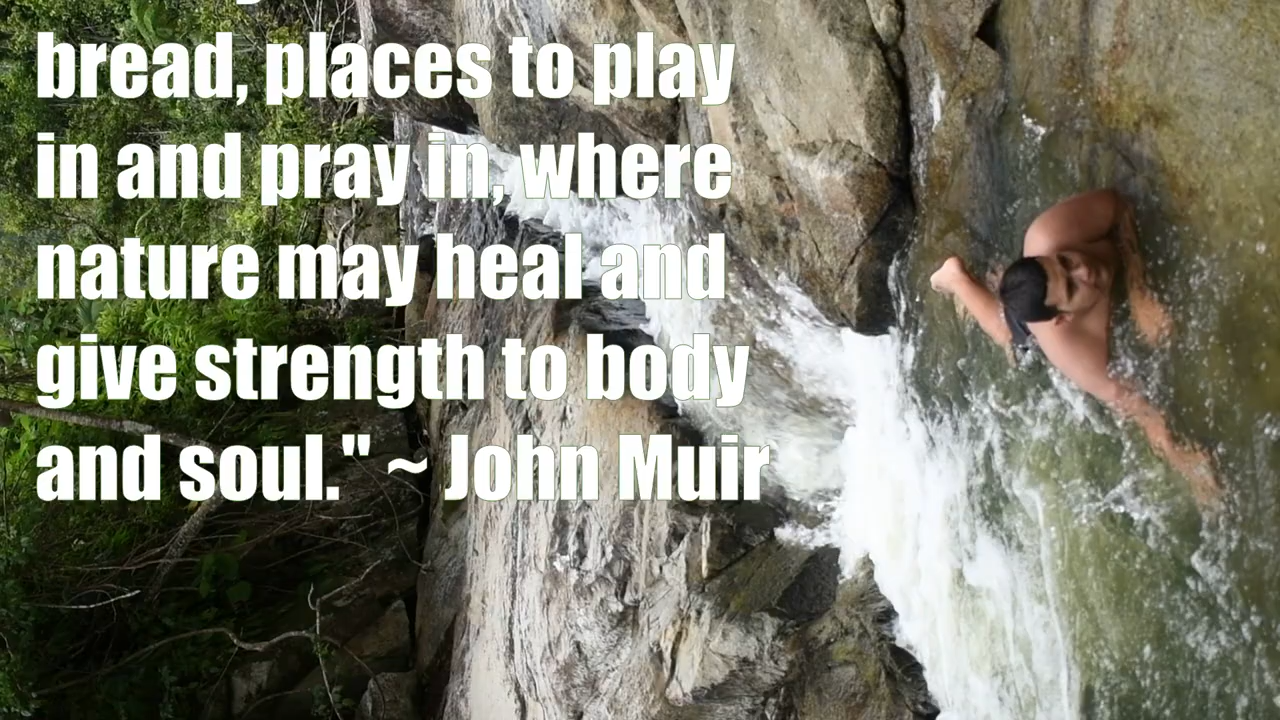 bread, places to play
in and pray in, where
nature may heal and
give strength to body
and soul." ~ John Muir